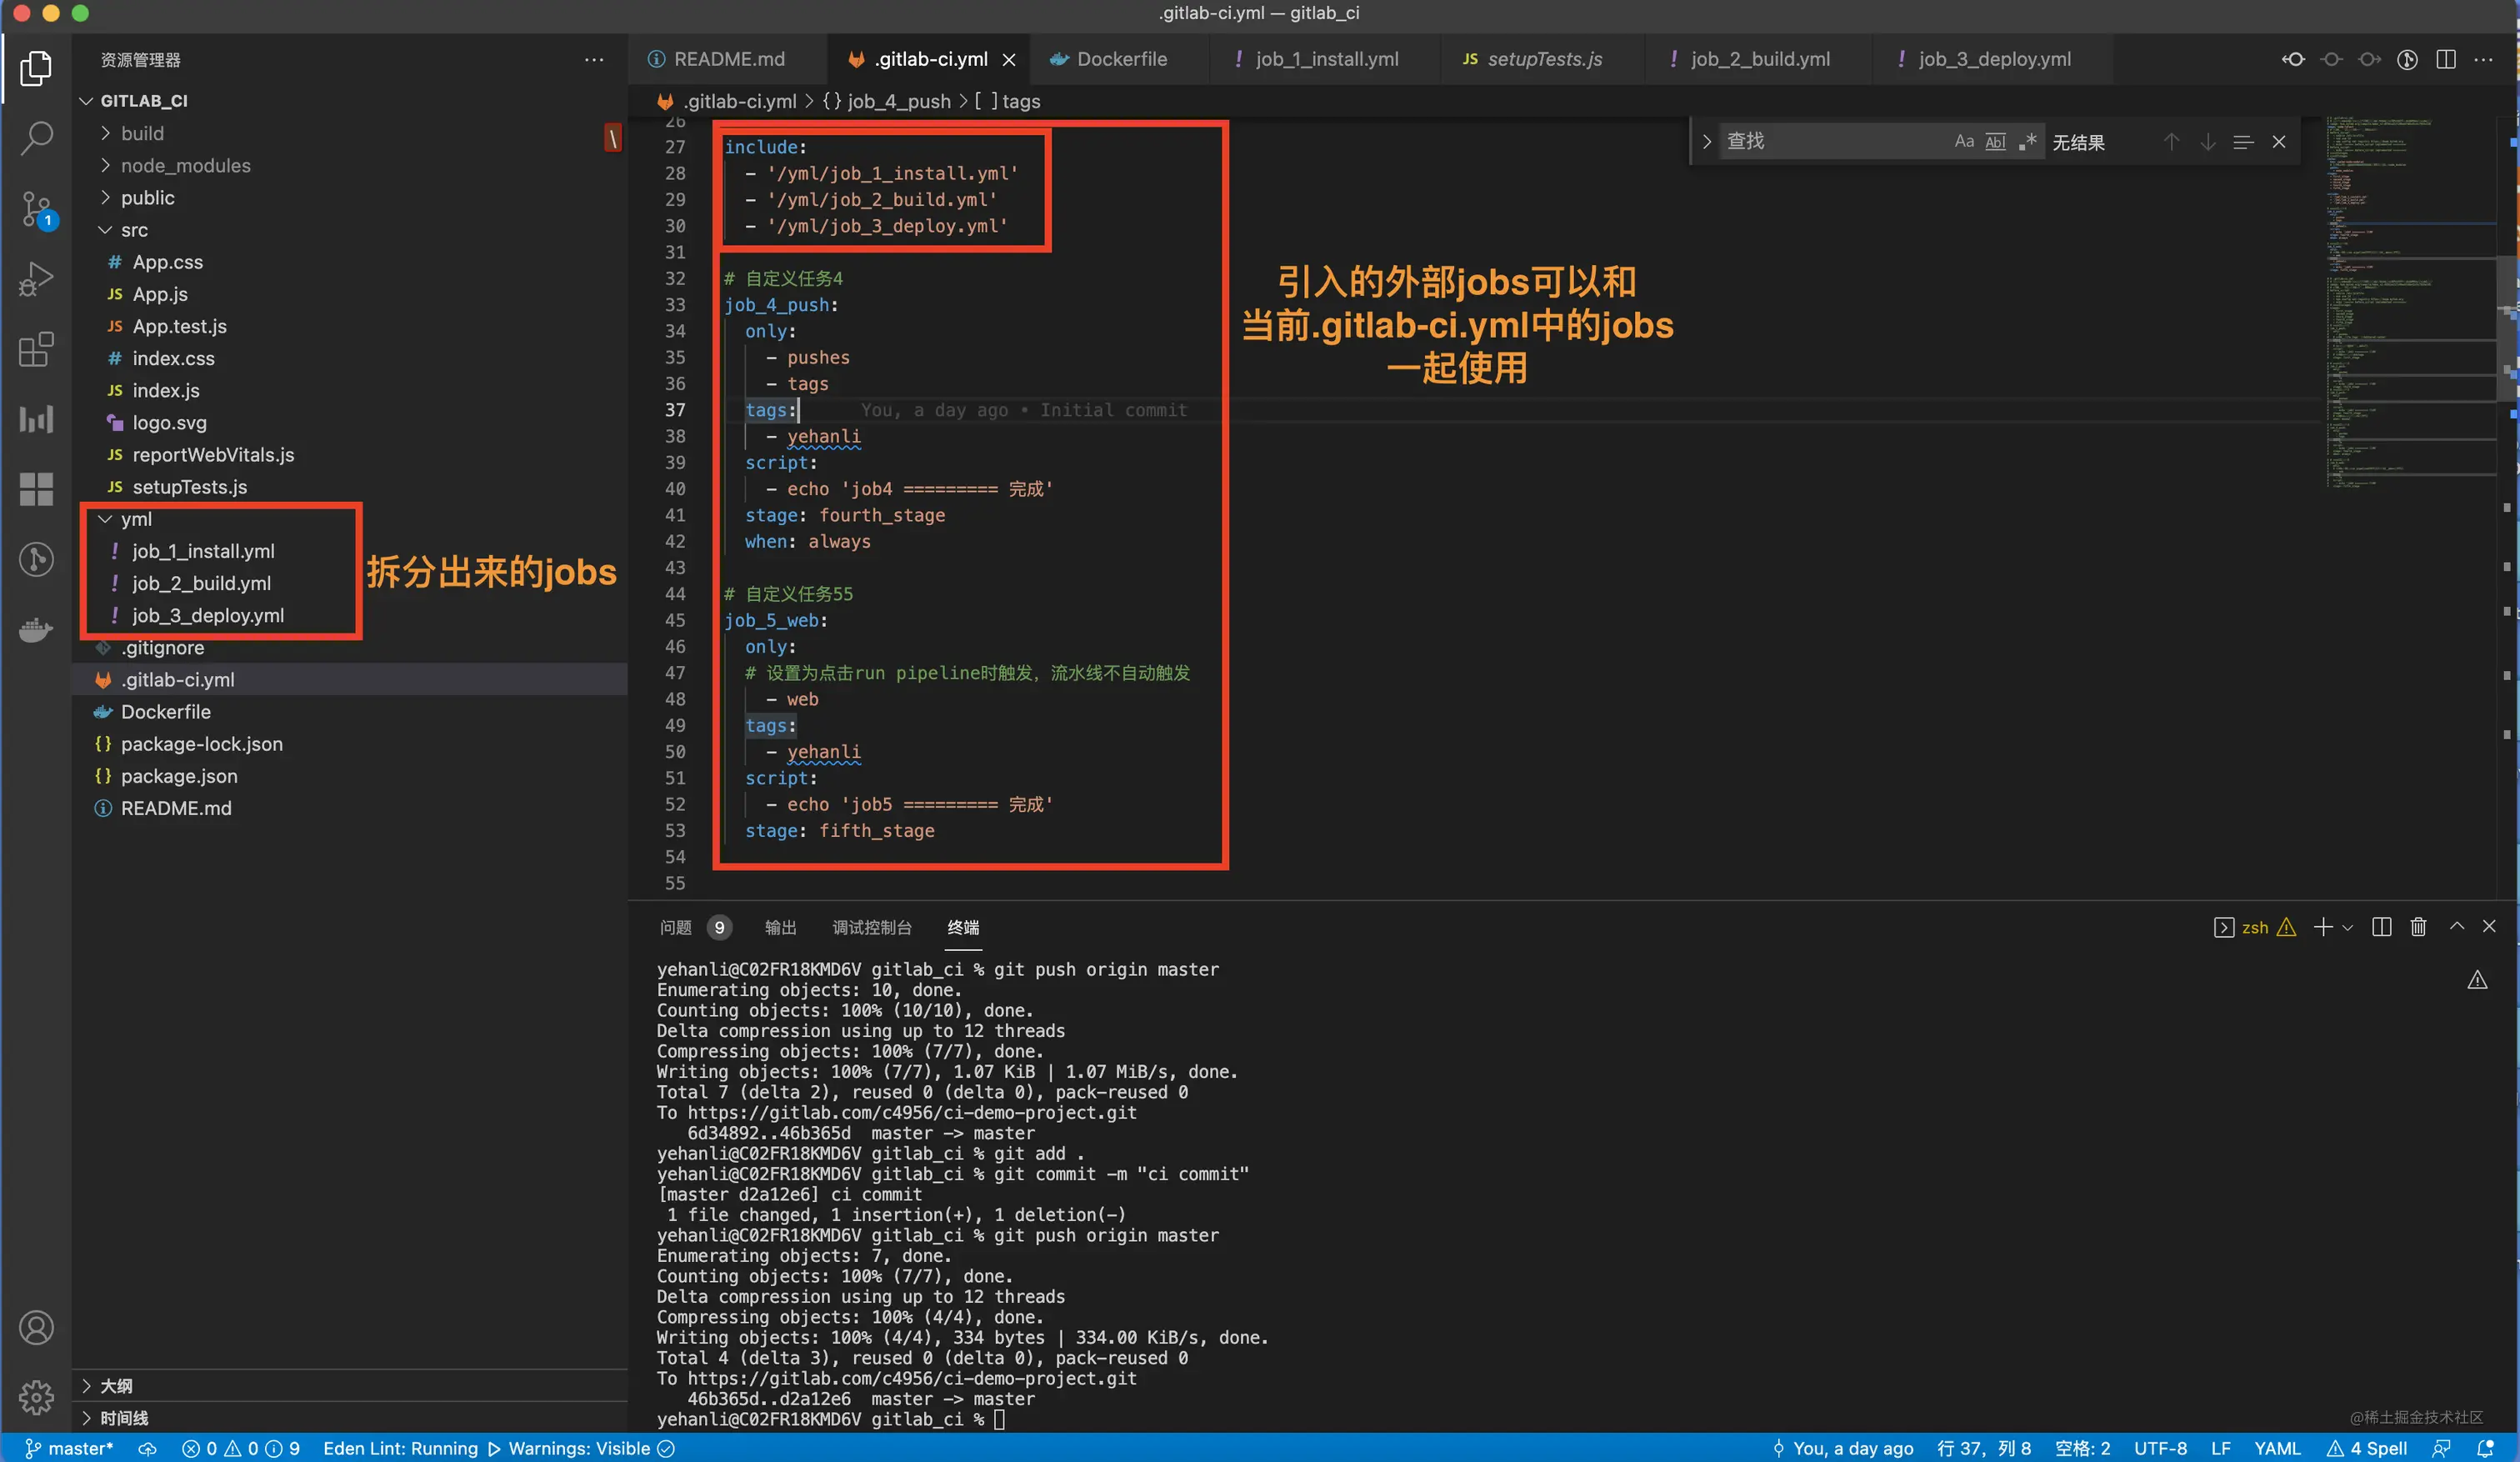 .gitlab-ci.yml — gitlab_ci
资源管理器
GITLAB_CI
build
node_modules
public
src
# App.css
JS App.js
JS App.test.js
# index.css
JS index.js
logo.svg
JS reportWebVitals.js
JS setupTests.js
yml
! job_1_install.yml
! job_2_build.yml
! job_3_deploy.yml
.gitignore
.gitlab-ci.yml
Dockerfile
{} package-lock.json
{} package.json
README.md
大纲
时间线
拆分出来的jobs
README.md
.gitlab-ci.yml
Dockerfile
! job_1_install.yml
JS setupTests.js
! job_2_build.yml
! job_3_deploy.yml
.gitlab-ci.yml > {} job_4_push > [ ] tags
查找
Aa Abl .*
无结果
26
27 include:
28 - '/yml/job_1_install.yml'
29 - '/yml/job_2_build.yml'
30 - '/yml/job_3_deploy.yml'
31
32 # 自定义任务4
33 job_4_push:
34 only:
35 - pushes
36 - tags
37 tags: You, a day ago • Initial commit
38 - yehanli
39 script:
40 - echo 'job4 ========= 完成'
41 stage: fourth_stage
42 when: always
43
44 # 自定义任务55
45 job_5_web:
46 only:
47 # 设置为点击run pipeline时触发，流水线不自动触发
48 - web
49 tags:
50 - yehanli
51 script:
52 - echo 'job5 ========= 完成'
53 stage: fifth_stage
54
55
引入的外部jobs可以和
当前.gitlab-ci.yml中的jobs
一起使用
问题 9 输出 调试控制台 终端
zsh
yehanli@C02FR18KMD6V gitlab_ci % git push origin master
Enumerating objects: 10, done.
Counting objects: 100% (10/10), done.
Delta compression using up to 12 threads
Compressing objects: 100% (7/7), done.
Writing objects: 100% (7/7), 1.07 KiB | 1.07 MiB/s, done.
Total 7 (delta 2), reused 0 (delta 0), pack-reused 0
To https://gitlab.com/c4956/ci-demo-project.git
6d34892..46b365d master -> master
yehanli@C02FR18KMD6V gitlab_ci % git add .
yehanli@C02FR18KMD6V gitlab_ci % git commit -m "ci commit"
[master d2a12e6] ci commit
1 file changed, 1 insertion(+), 1 deletion(-)
yehanli@C02FR18KMD6V gitlab_ci % git push origin master
Enumerating objects: 7, done.
Counting objects: 100% (7/7), done.
Delta compression using up to 12 threads
Compressing objects: 100% (4/4), done.
Writing objects: 100% (4/4), 334 bytes | 334.00 KiB/s, done.
Total 4 (delta 3), reused 0 (delta 0), pack-reused 0
To https://gitlab.com/c4956/ci-demo-project.git
46b365d..d2a12e6 master -> master
yehanli@C02FR18KMD6V gitlab_ci %
@稀土掘金技术社区
1
master* 0 0 9 Eden Lint: Running Warnings: Visible
You, a day ago 行 37，列 8 空格: 2 UTF-8 LF YAML 4 Spell